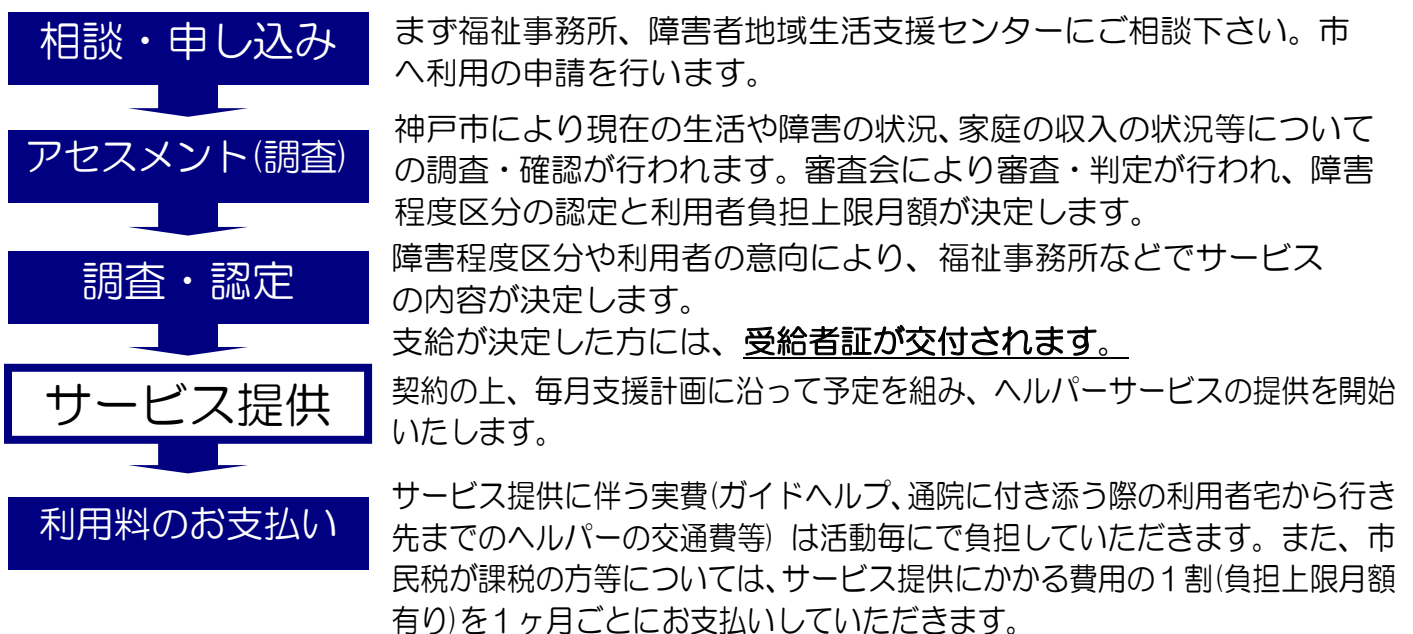 相談・申し込み
まず福祉事務所、障害者地域生活支援センターにご相談下さい。市
へ利用の申請を行います。
アセスメント(調査)
神戸市により現在の生活や障害の状況、家庭の収入の状況等について
の調査・確認が行われます。審査会により審査・判定が行われ、障害
程度区分の認定と利用者負担上限月額が決定します。
調査・認定
障害程度区分や利用者の意向により、福祉事務所などでサービス
の内容が決定します。
支給が決定した方には、受給者証が交付されます。
サービス提供
契約の上、毎月支援計画に沿って予定を組み、ヘルパーサービスの提供を開始
いたします。
利用料のお支払い
サービス提供に伴う実費(ガイドヘルプ、通院に付き添う際の利用者宅から行き
先までのヘルパーの交通費等) は活動毎にで負担していただきます。また、市
民税が課税の方等については、サービス提供にかかる費用の1割(負担上限月額
有り)を1ヶ月ごとにお支払いしていただきます。